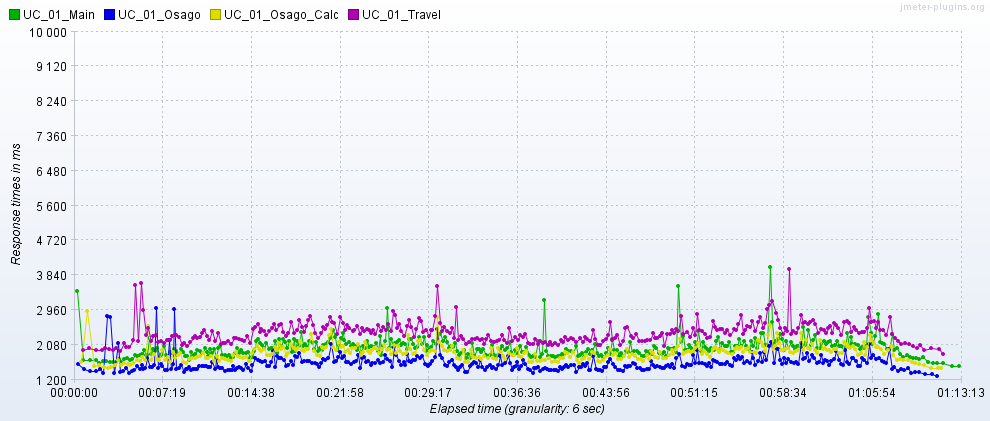 UC_01_Main UC_01_Osago UC_01_Osago_Calc UC_01_Travel
jmeter-plugins.org
10 000
9 120
8 240
7 360
6 480
5 600
4 720
3 840
2 960
2 080
1 200
Response times in ms
00:00:00 00:07:19 00:14:38 00:21:58 00:29:17 00:36:36 00:43:56 00:51:15 00:58:34 01:05:54 01:13:13
Elapsed time (granularity: 6 sec)